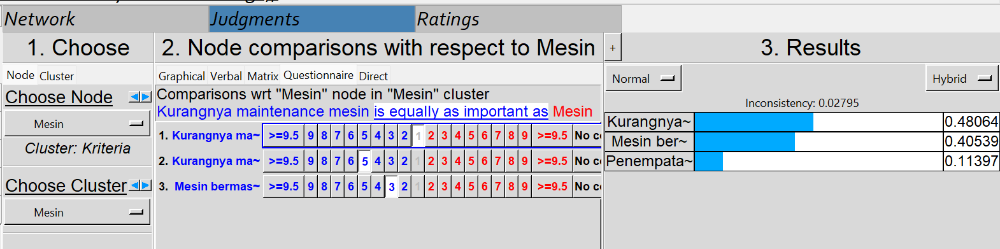 Network Judgments Ratings
1. Choose
2. Node comparisons with respect to Mesin
+
3. Results
Node Cluster
Graphical Verbal Matrix Questionnaire Direct
Normal
Hybrid
Choose Node
Comparisons wrt "Mesin" node in "Mesin" cluster
Kurangnya maintenance mesin is equally as important as Mesin
Inconsistency: 0.02795
Mesin
Cluster: Kriteria
Choose Cluster
Mesin
1. Kurangnya ma~ >=9.5 9 8 7 6 5 4 3 2 1 2 3 4 5 6 7 8 9 >=9.5 No c
2. Kurangnya ma~ >=9.5 9 8 7 6 5 4 3 2 1 2 3 4 5 6 7 8 9 >=9.5 No c
3. Mesin bermas~ >=9.5 9 8 7 6 5 4 3 2 1 2 3 4 5 6 7 8 9 >=9.5 No c
Kurangnya~ 0.48064
Mesin ber~ 0.40539
Penempata~ 0.11397